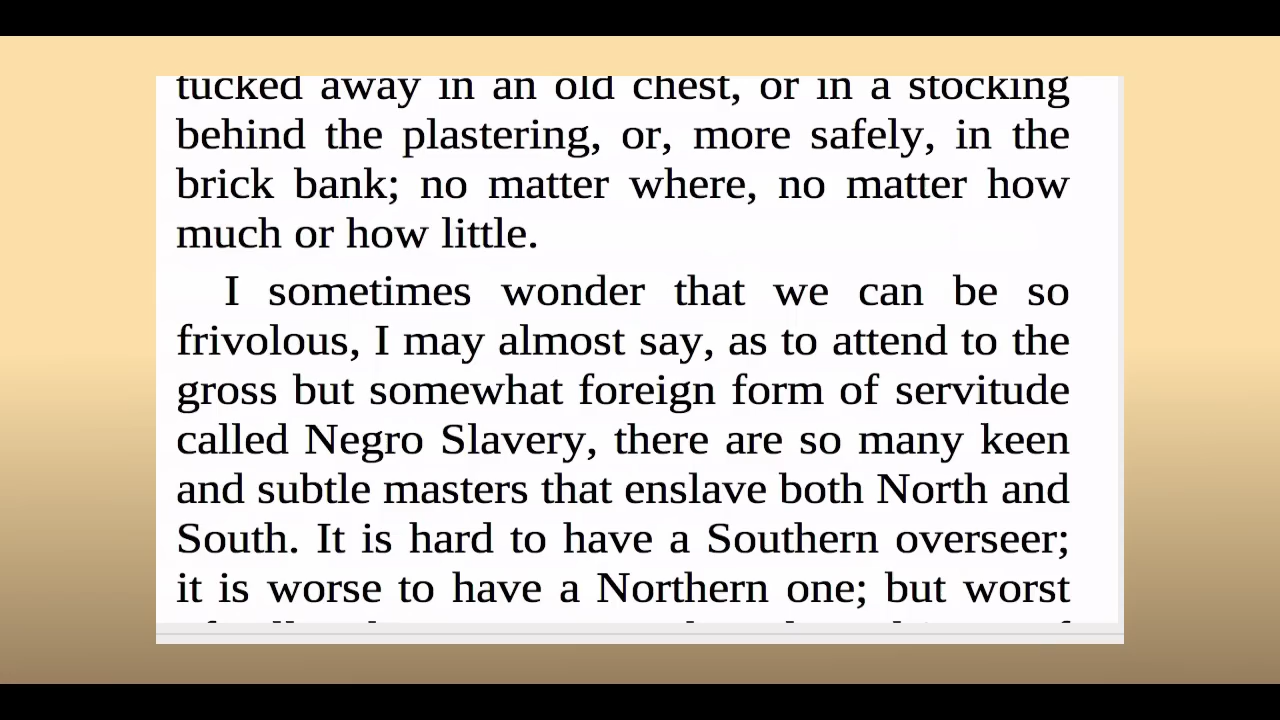 tucked away in an old chest, or in a stocking
behind the plastering, or, more safely, in the
brick bank; no matter where, no matter how
much or how little.
I sometimes wonder that we can be so
frivolous, I may almost say, as to attend to the
gross but somewhat foreign form of servitude
called Negro Slavery, there are so many keen
and subtle masters that enslave both North and
South. It is hard to have a Southern overseer;
it is worse to have a Northern one; but worst